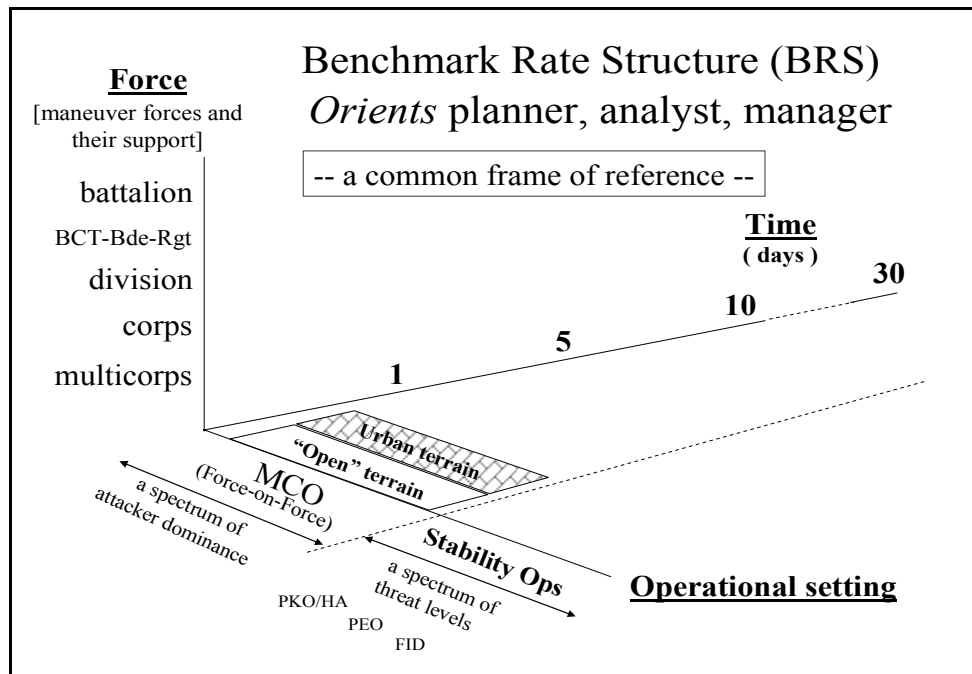 Benchmark Rate Structure (BRS)
Orients planner, analyst, manager
-- a common frame of reference --
Force
[maneuver forces and
their support]
battalion
BCT-Bde-Rgt
division
corps
multicorps
Time
( days )
1
5
10
30
Urban terrain
“Open” terrain
MCO
(Force-on-Force)
a spectrum of
attacker dominance
Stability Ops
a spectrum of
threat levels
PKO/HA
PEO
FID
Operational setting